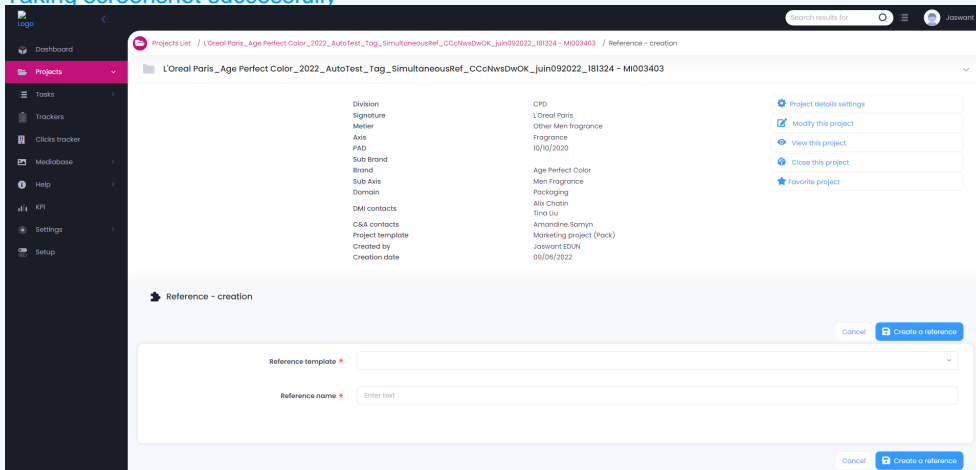 Taking screenshot successfully
Logo
Search results for
Jaswant
Dashboard
Projects
Tasks
Trackers
Clicks tracker
Mediabase
Help
KPI
Settings
Setup
Projects List / L'Oreal Paris_Age Perfect Color_2022_AutoTest_Tag_SimultaneousRef_CCcNwsDwOK_juin092022_181324 - MI003403 / Reference - creation
L'Oreal Paris_Age Perfect Color_2022_AutoTest_Tag_SimultaneousRef_CCcNwsDwOK_juin092022_181324 - MI003403
Division CPD
Signature L'Oreal Paris
Metier Other Men fragrance
Axis Fragrance
PAD 10/10/2020
Sub Brand
Brand Age Perfect Color
Sub Axis Men Fragrance
Domain Packaging
DMI contacts Alix Chatin
Tina Liu
C&A contacts Amandine Samyn
Project template Marketing project (Pack)
Created by Jaswant EDUN
Creation date 09/06/2022
Project details settings
Modify this project
View this project
Close this project
Favorite project
Reference - creation
Cancel Create a reference
Reference template *
Reference name * Enter text
Cancel Create a reference